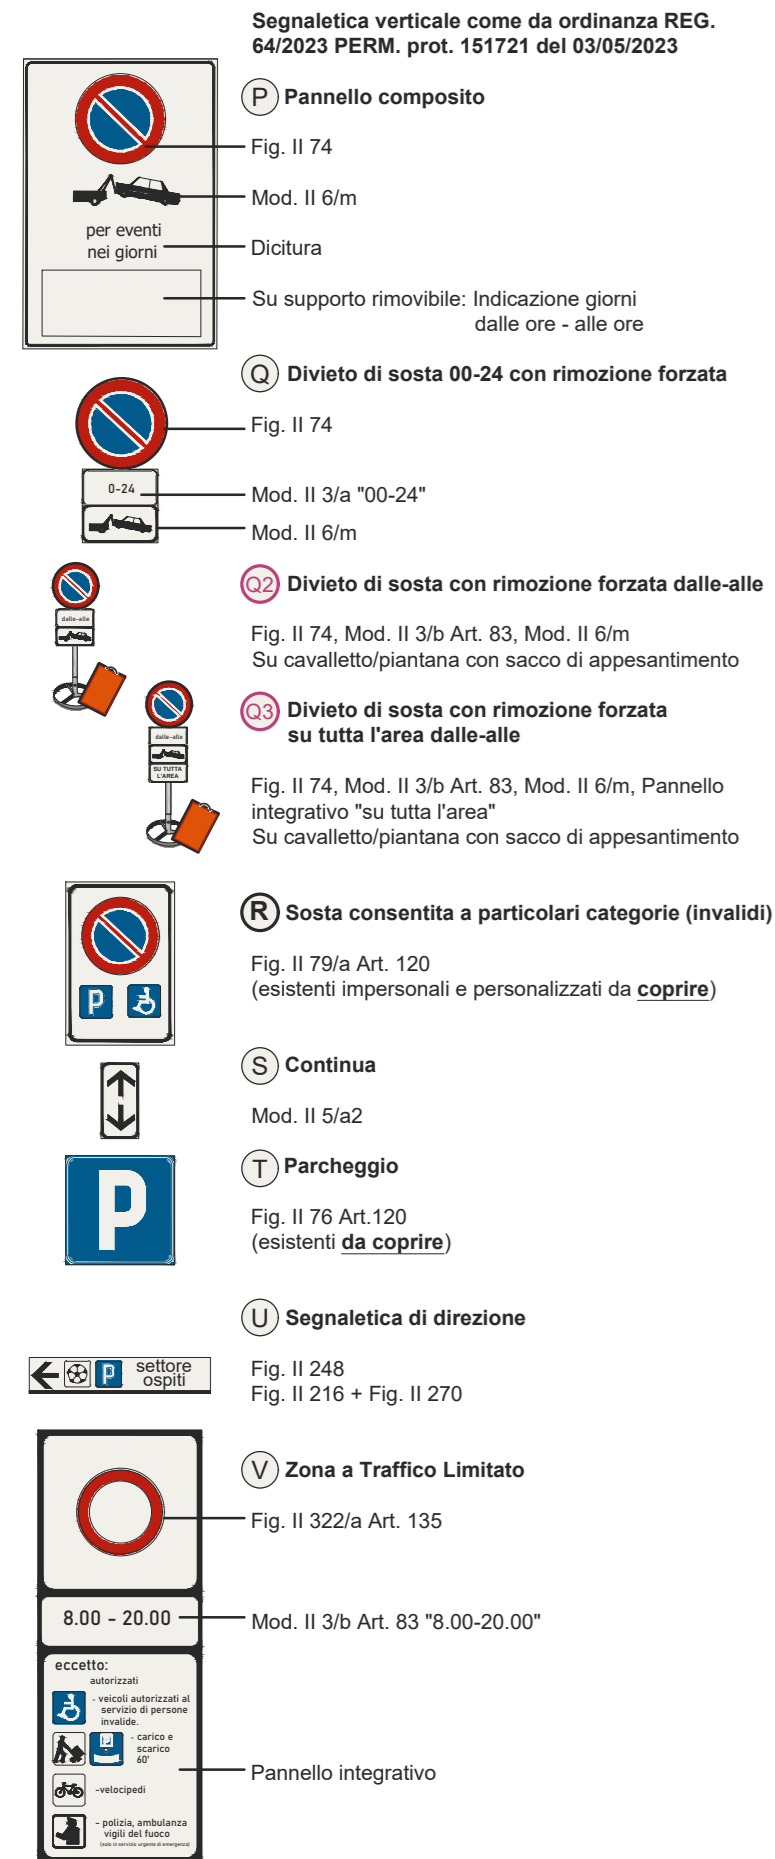 Segnaletica verticale come da ordinanza REG.
64/2023 PERM. prot. 151721 del 03/05/2023
P Pannello composito
Fig. II 74
Mod. II 6/m
per eventi
nei giorni
Dicitura
Su supporto rimovibile: Indicazione giorni
dalle ore - alle ore
Q Divieto di sosta 00-24 con rimozione forzata
Fig. II 74
0-24
Mod. II 3/a "00-24"
Mod. II 6/m
Q2 Divieto di sosta con rimozione forzata dalle-alle
dalle-alle
Fig. II 74, Mod. II 3/b Art. 83, Mod. II 6/m
Su cavalletto/piantana con sacco di appesantimento
Q3 Divieto di sosta con rimozione forzata
su tutta l'area dalle-alle
dalle-alle
SU TUTTA
L'AREA
Fig. II 74, Mod. II 3/b Art. 83, Mod. II 6/m, Pannello
integrativo "su tutta l'area"
Su cavalletto/piantana con sacco di appesantimento
R Sosta consentita a particolari categorie (invalidi)
Fig. II 79/a Art. 120
(esistenti impersonali e personalizzati da coprire)
P
S Continua
Mod. II 5/a2
T Parcheggio
P
Fig. II 76 Art.120
(esistenti da coprire)
U Segnaletica di direzione
P settore
ospiti
Fig. II 248
Fig. II 216 + Fig. II 270
V Zona a Traffico Limitato
Fig. II 322/a Art. 135
8.00 - 20.00
Mod. II 3/b Art. 83 "8.00-20.00"
eccetto:
autorizzati
- veicoli autorizzati al
servizio di persone
invalide.
- carico e
scarico
60'
P
-velocipedi
- polizia, ambulanza
vigili del fuoco
(solo in servizio urgente di emergenza)
Pannello integrativo